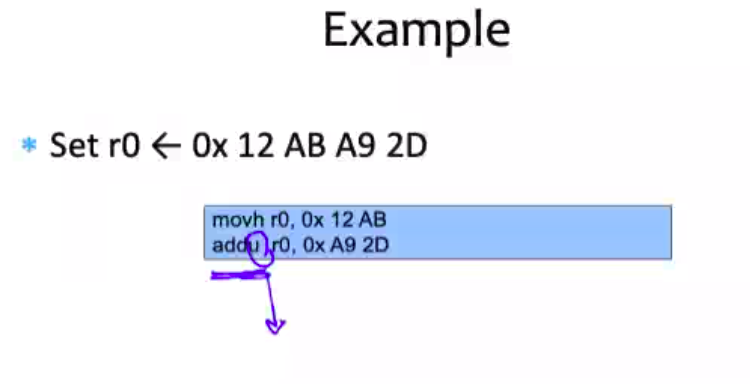 Example
* Set r0 ← 0x 12 AB A9 2D
movh r0, 0x 12 AB
addu r0, 0x A9 2D